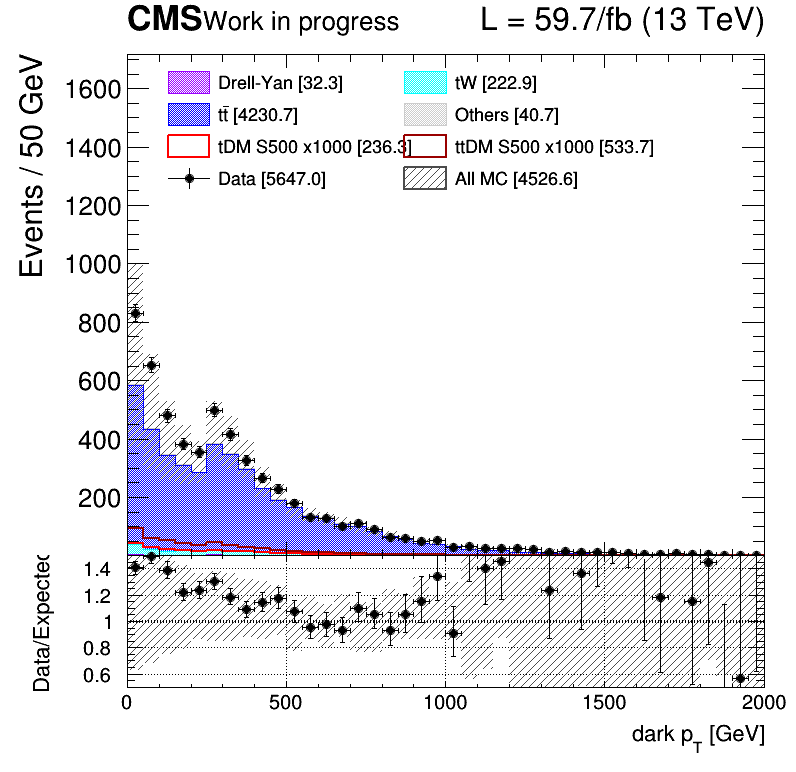 CMS Work in progress L = 59.7/fb (13 TeV)
Events / 50 GeV
1600
1400
1200
1000
800
600
400
200
Drell-Yan [32.3] tW [222.9]
tt̄ [4230.7] Others [40.7]
tDM S500 x1000 [236.3] ttDM S500 x1000 [533.7]
Data [5647.0] All MC [4526.6]
Data/Expected
1.4
1.2
1
0.8
0.6
0 500 1000 1500 2000
dark p_T [GeV]